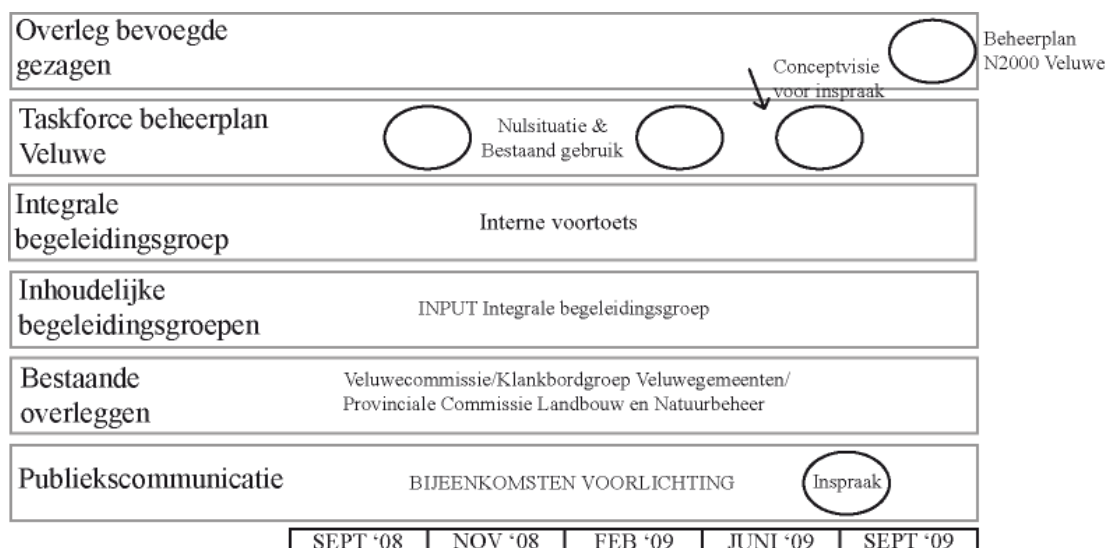 Overleg bevoegde
gezagen
Beheerplan
N2000 Veluwe
Conceptvisie
voor inspraak
Taskforce beheerplan
Veluwe
Nulsituatie &
Bestaand gebruik
Integrale
begeleidingsgroep
Interne voortoets
Inhoudelijke
begeleidingsgroepen
INPUT Integrale begeleidingsgroep
Bestaande
overleggen
Veluwecommissie/Klankbordgroep Veluwegemeenten/
Provinciale Commissie Landbouw en Natuurbeheer
Publiekscommunicatie
BIJEENKOMSTEN VOORLICHTING
Inspraak
SEPT ‘08 NOV ‘08 FEB ‘09 JUNI ‘09 SEPT ‘09